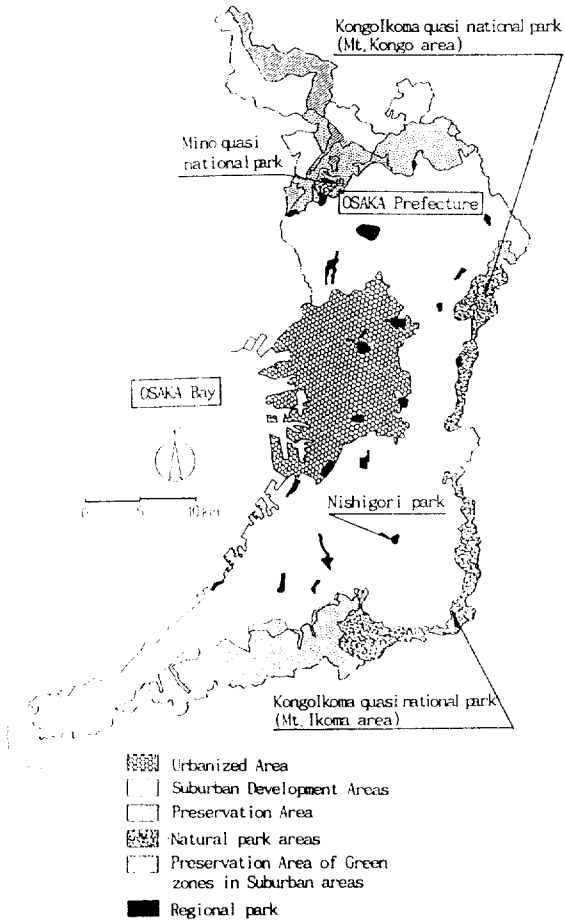 KongoIkoma quasi national park
(Mt. Kongo area)
Mino quasi
national park
OSAKA Prefecture
OSAKA Bay
0 5 10km
Nishigori park
KongoIkoma quasi national park
(Mt. Ikoma area)
Urbanized Area
Suburban Development Areas
Preservation Area
Natural park areas
Preservation Area of Green
zones in Suburban areas
Regional park